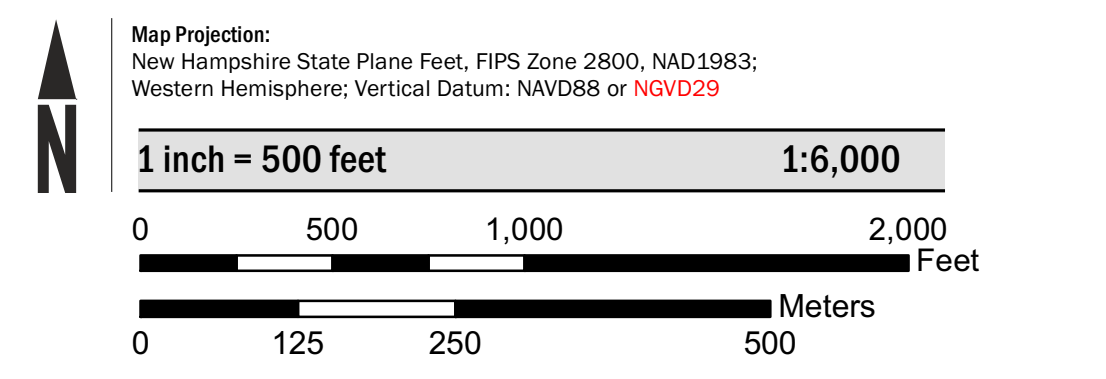 N
Map Projection:
New Hampshire State Plane Feet, FIPS Zone 2800, NAD1983;
Western Hemisphere; Vertical Datum: NAVD88 or NGVD29
1 inch = 500 feet 1:6,000
0 500 1,000 2,000
Feet
Meters
0 125 250 500